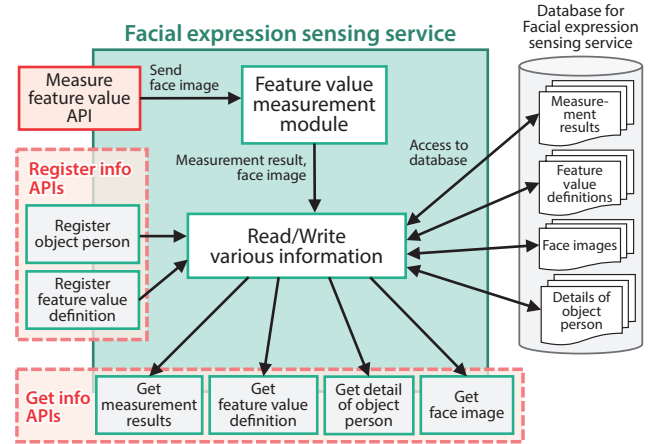 Facial expression sensing service
Database for
Facial expression
sensing service
Measure
feature value
API
Send
face image
Feature value
measurement
module
Measurement result,
face image
Access to
database
Measure-
ment
results
Feature
value
definitions
Face images
Details of
object
person
Register info
APIs
Register
object person
Register
feature value
definition
Read/Write
various information
Get info
APIs
Get
measurement
results
Get
feature value
definition
Get detail
of object
person
Get
face image